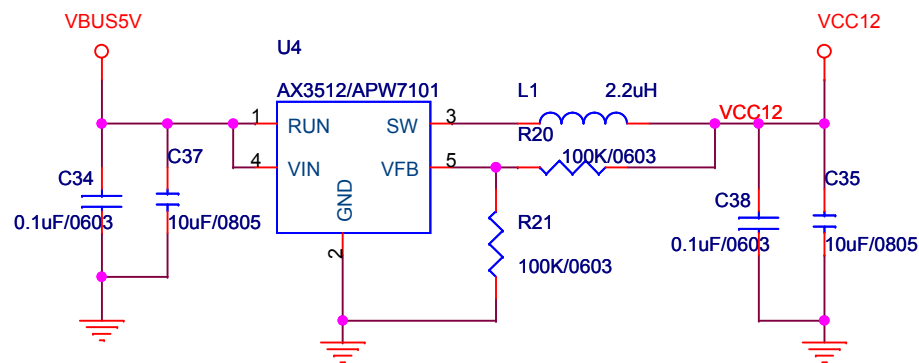 VBUS5V
VCC12
U4
AX3512/APW7101
L1
2.2uH
1
RUN
SW
3
VCC12
R20
C37
4
VIN
VFB
5
100K/0603
C34
GND
C38
C35
0.1uF/0603
10uF/0805
R21
2
0.1uF/0603
10uF/0805
100K/0603